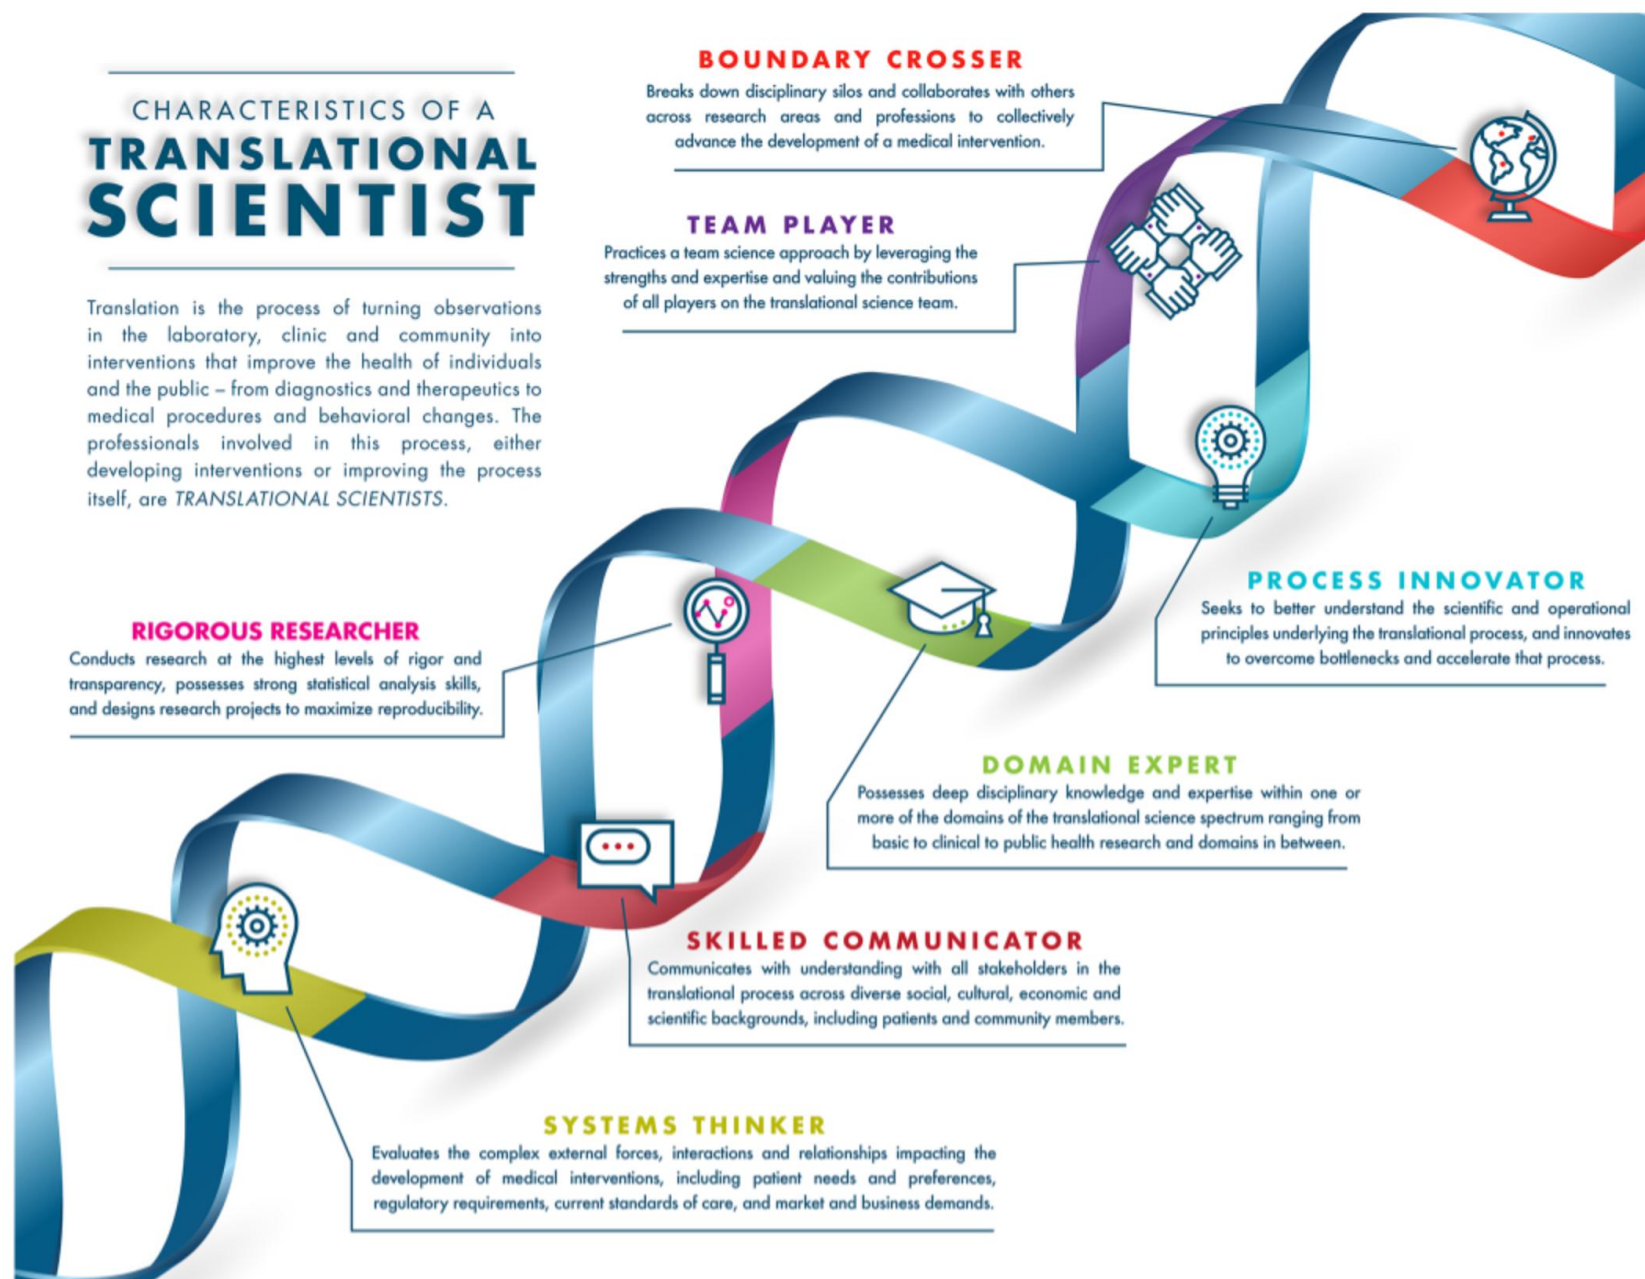 CHARACTERISTICS OF A
TRANSLATIONAL
SCIENTIST
Translation is the process of turning observations
in the laboratory, clinic and community into
interventions that improve the health of individuals
and the public – from diagnostics and therapeutics to
medical procedures and behavioral changes. The
professionals involved in this process, either
developing interventions or improving the process
itself, are TRANSLATIONAL SCIENTISTS.
BOUNDARY CROSSER
Breaks down disciplinary silos and collaborates with others
across research areas and professions to collectively
advance the development of a medical intervention.
TEAM PLAYER
Practices a team science approach by leveraging the
strengths and expertise and valuing the contributions
of all players on the translational science team.
PROCESS INNOVATOR
Seeks to better understand the scientific and operational
principles underlying the translational process, and innovates
to overcome bottlenecks and accelerate that process.
RIGOROUS RESEARCHER
Conducts research at the highest levels of rigor and
transparency, possesses strong statistical analysis skills,
and designs research projects to maximize reproducibility.
DOMAIN EXPERT
Possesses deep disciplinary knowledge and expertise within one or
more of the domains of the translational science spectrum ranging from
basic to clinical to public health research and domains in between.
SKILLED COMMUNICATOR
Communicates with understanding with all stakeholders in the
translational process across diverse social, cultural, economic and
scientific backgrounds, including patients and community members.
SYSTEMS THINKER
Evaluates the complex external forces, interactions and relationships impacting the
development of medical interventions, including patient needs and preferences,
regulatory requirements, current standards of care, and market and business demands.